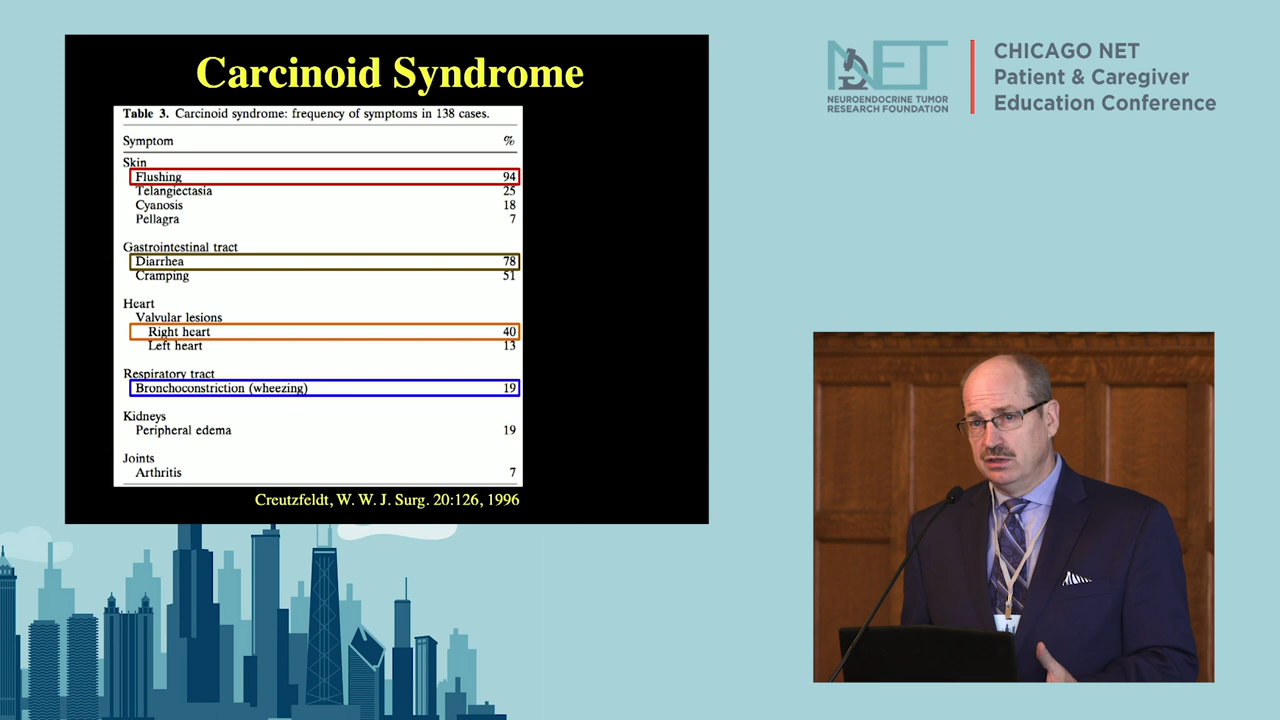 Carcinoid Syndrome
Table 3. Carcinoid syndrome: frequency of symptoms in 138 cases.
Symptom %
Skin
Flushing 94
Telangiectasia 25
Cyanosis 18
Pellagra 7
Gastrointestinal tract
Diarrhea 78
Cramping 51
Heart
Valvular lesions
Right heart 40
Left heart 13
Respiratory tract
Bronchoconstriction (wheezing) 19
Kidneys
Peripheral edema 19
Joints
Arthritis 7
Creutzfeldt, W. W. J. Surg. 20:126, 1996
NET
NEUROENDOCRINE TUMOR
RESEARCH FOUNDATION
CHICAGO NET
Patient & Caregiver
Education Conference